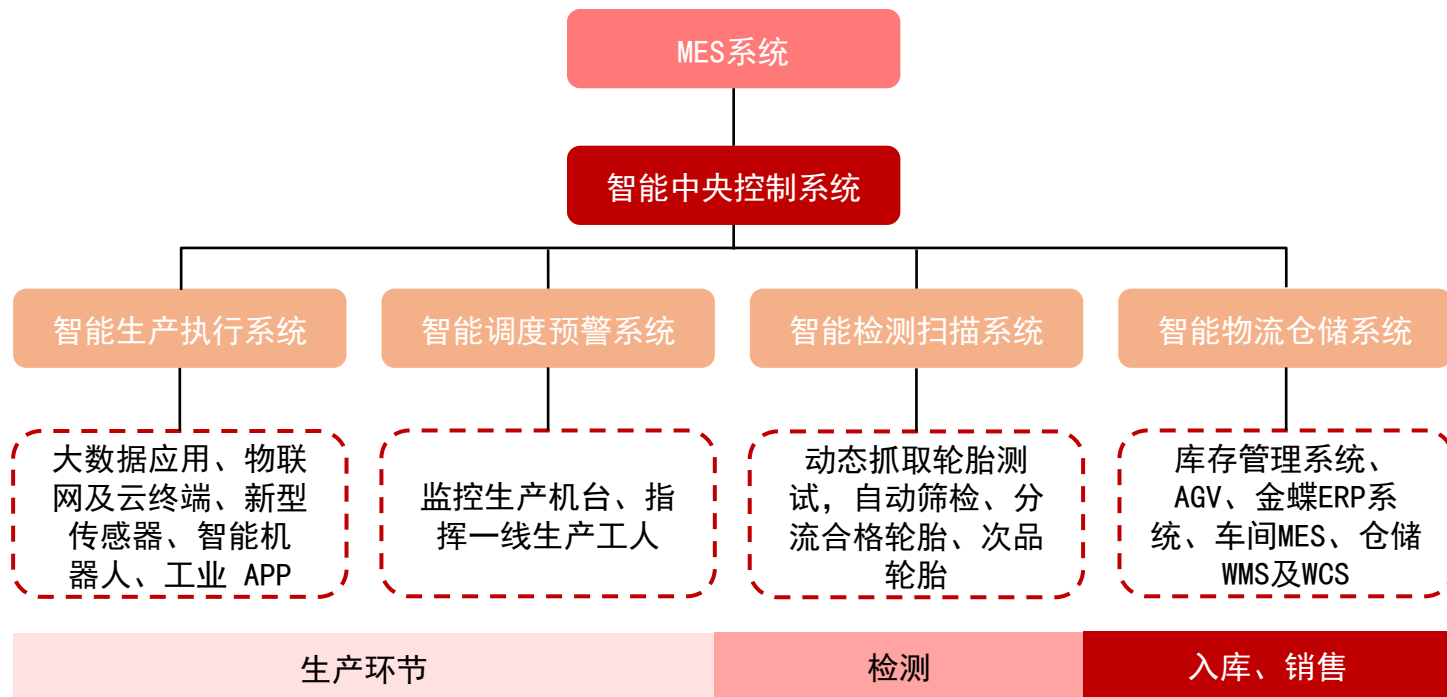 MES系统
智能中央控制系统
智能生产执行系统
智能调度预警系统
智能检测扫描系统
智能物流仓储系统
大数据应用、物联
网及云终端、新型
传感器、智能机
器人、工业 APP
监控生产机台、指
挥一线生产工人
动态抓取轮胎测
试，自动筛检、分
流合格轮胎、次品
轮胎
库存管理系统、
AGV、金蝶ERP系
统、车间MES、仓储
WMS及WCS
生产环节
检测
入库、销售